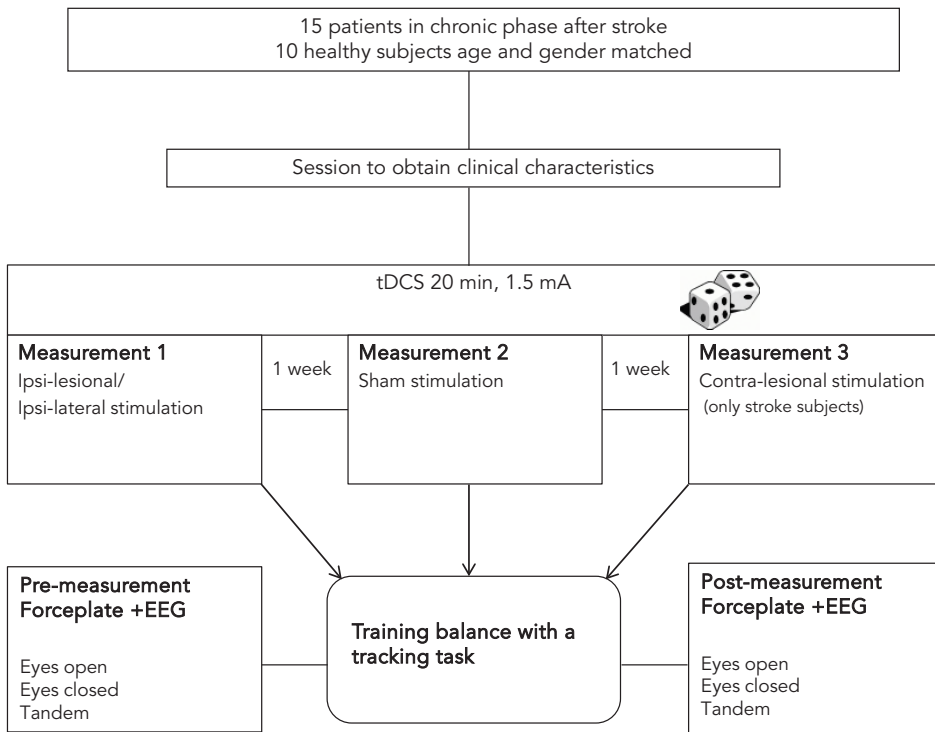 15 patients in chronic phase after stroke
10 healthy subjects age and gender matched
Session to obtain clinical characteristics
tDCS 20 min, 1.5 mA
Measurement 1
Ipsi-lesional/
Ipsi-lateral stimulation
1 week
Measurement 2
Sham stimulation
1 week
Measurement 3
Contra-lesional stimulation
(only stroke subjects)
Pre-measurement
Forceplate +EEG
Eyes open
Eyes closed
Tandem
Training balance with a
tracking task
Post-measurement
Forceplate +EEG
Eyes open
Eyes closed
Tandem